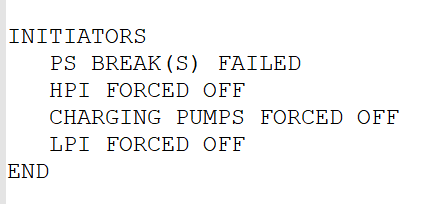 INITIATORS
PS BREAK(S) FAILED
HPI FORCED OFF
CHARGING PUMPS FORCED OFF
LPI FORCED OFF
END